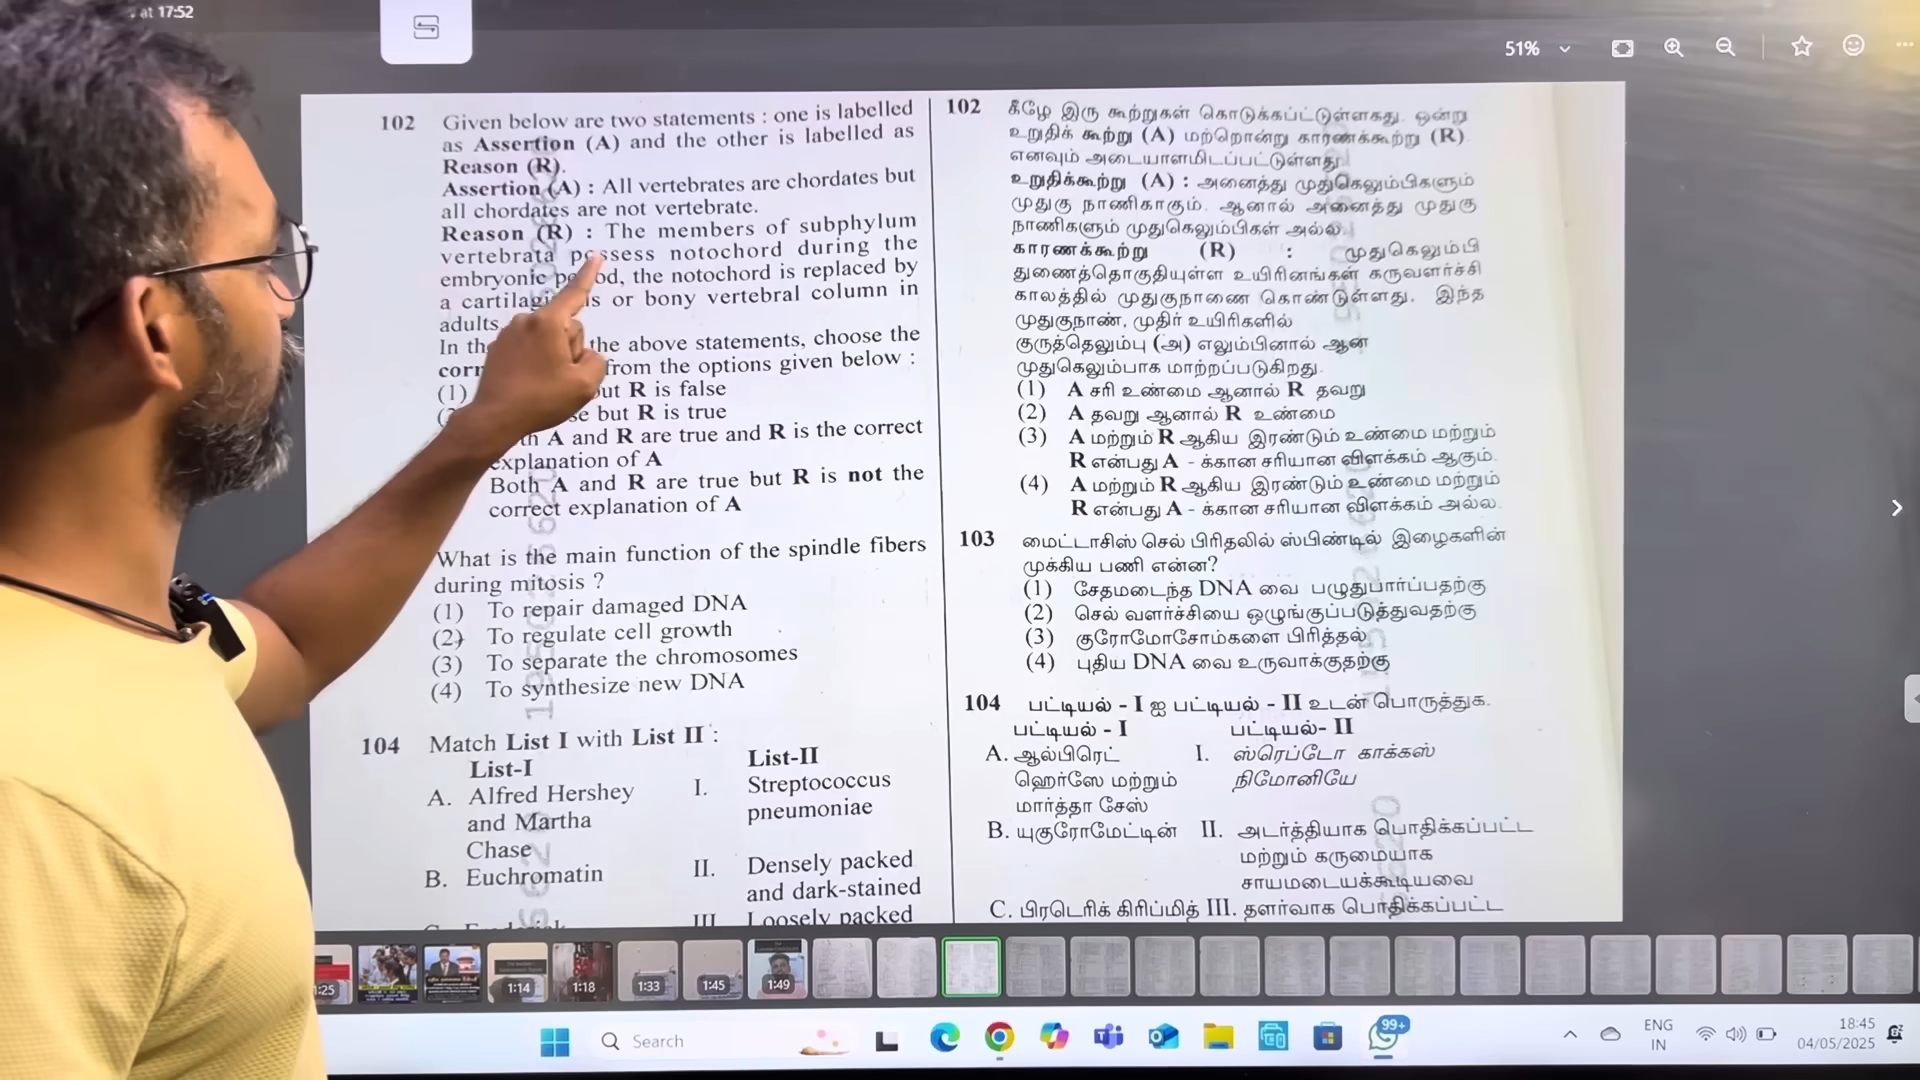 at 17:52
51%
102 Given below are two statements : one is labelled
as Assertion (A) and the other is labelled as
Reason (R).
Assertion (A) : All vertebrates are chordates but
all chordates are not vertebrate.
Reason (R) : The members of subphylum
vertebrata possess notochord during the
embryonic od, the notochord is replaced by
a cartilagi s or bony vertebral column in
adults.
In th the above statements, choose the
corr from the options given below :
(1) but R is false
se but R is true
th A and R are true and R is the correct
explanation of A
Both A and R are true but R is not the
correct explanation of A
What is the main function of the spindle fibers
during mitosis ?
(1) To repair damaged DNA
(2) To regulate cell growth
(3) To separate the chromosomes
(4) To synthesize new DNA
104 Match List I with List II :
List-I List-II
A. Alfred Hershey and Martha Chase I. Streptococcus pneumoniae
B. Euchromatin II. Densely packed and dark-stained
III Loosely packed
102 கீழே இரு கூற்றுகள் கொடுக்கப்பட்டுள்ளகது. ஒன்று
உறுதிக் கூற்று (A) மற்றொன்று காரணக்கூற்று (R)
எனவும் அடையாளமிடப்பட்டுள்ளது
உறுதிக்கூற்று (A) : அனைத்து முதுகெலும்பிகளும்
முதுகு நாணிகாகும். ஆனால் அனைத்து முதுகு
நாணிகளும் முதுகெலும்பிகள் அல்ல.
காரணக்கூற்று (R) : முதுகெலும்பி
துணைத்தொகுதியுள்ள உயிரினங்கள் கருவளர்ச்சி
காலத்தில் முதுகுநாணை கொண்டுள்ளது. இந்த
முதுகுநாண், முதிர் உயிரிகளில்
குருத்தெலும்பு (அ) எலும்பினால் ஆன
முதுகெலும்பாக மாற்றப்படுகிறது.
(1) A சரி உண்மை ஆனால் R தவறு
(2) A தவறு ஆனால் R உண்மை
(3) A மற்றும் R ஆகிய இரண்டும் உண்மை மற்றும்
R என்பது A - க்கான சரியான விளக்கம் ஆகும்.
(4) A மற்றும் R ஆகிய இரண்டும் உண்மை மற்றும்
R என்பது A - க்கான சரியான விளக்கம் அல்ல.
103 மைட்டாசிஸ் செல் பிரிதலில் ஸ்பிண்டில் இழைகளின்
முக்கிய பணி என்ன?
(1) சேதமடைந்த DNA வை பழுதுபார்ப்பதற்கு
(2) செல் வளர்ச்சியை ஒழுங்குப்படுத்துவதற்கு
(3) குரோமோசோம்களை பிரித்தல்
(4) புதிய DNA வை உருவாக்குதற்கு
104 பட்டியல் - I ஐ பட்டியல் - II உடன் பொருத்துக.
பட்டியல் - I பட்டியல்- II
A. ஆல்பிரெட் I. ஸ்ரெப்டோ காக்கஸ்
ஹெர்ஸே மற்றும் நிமோனியே
மார்த்தா சேஸ்
B. யுகுரோமேட்டின் II. அடர்த்தியாக பொதிக்கப்பட்ட
மற்றும் கருமையாக
சாயமடையக்கூடியவை
C. பிரடெரிக் கிரிப்மித் III. தளர்வாக பொதிக்கப்பட்ட
1:25 1:14 1:18 1:33 1:45 1:49
Search
99+
ENG
IN
18:45
04/05/2025